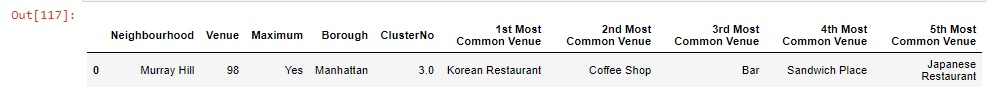 Out[117]:
Neighbourhood Venue Maximum Borough ClusterNo 1st Most Common Venue 2nd Most Common Venue 3rd Most Common Venue 4th Most Common Venue 5th Most Common Venue
0 Murray Hill 98 Yes Manhattan 3.0 Korean Restaurant Coffee Shop Bar Sandwich Place Japanese Restaurant